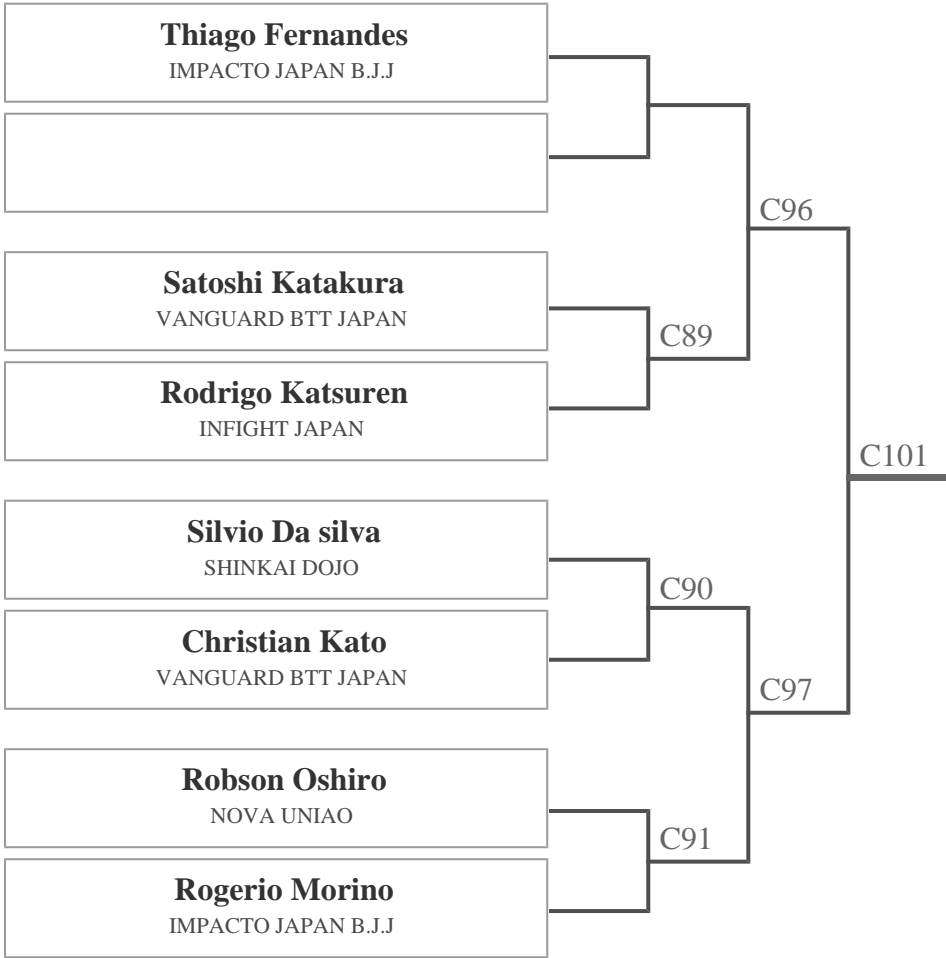 Thiago Fernandes
IMPACTO JAPAN B.J.J
C96
Satoshi Katakura
VANGUARD BTT JAPAN
C89
Rodrigo Katsuren
INFIGHT JAPAN
C101
Silvio Da silva
SHINKAI DOJO
C90
Christian Kato
VANGUARD BTT JAPAN
C97
Robson Oshiro
NOVA UNIAO
C91
Rogerio Morino
IMPACTO JAPAN B.J.J